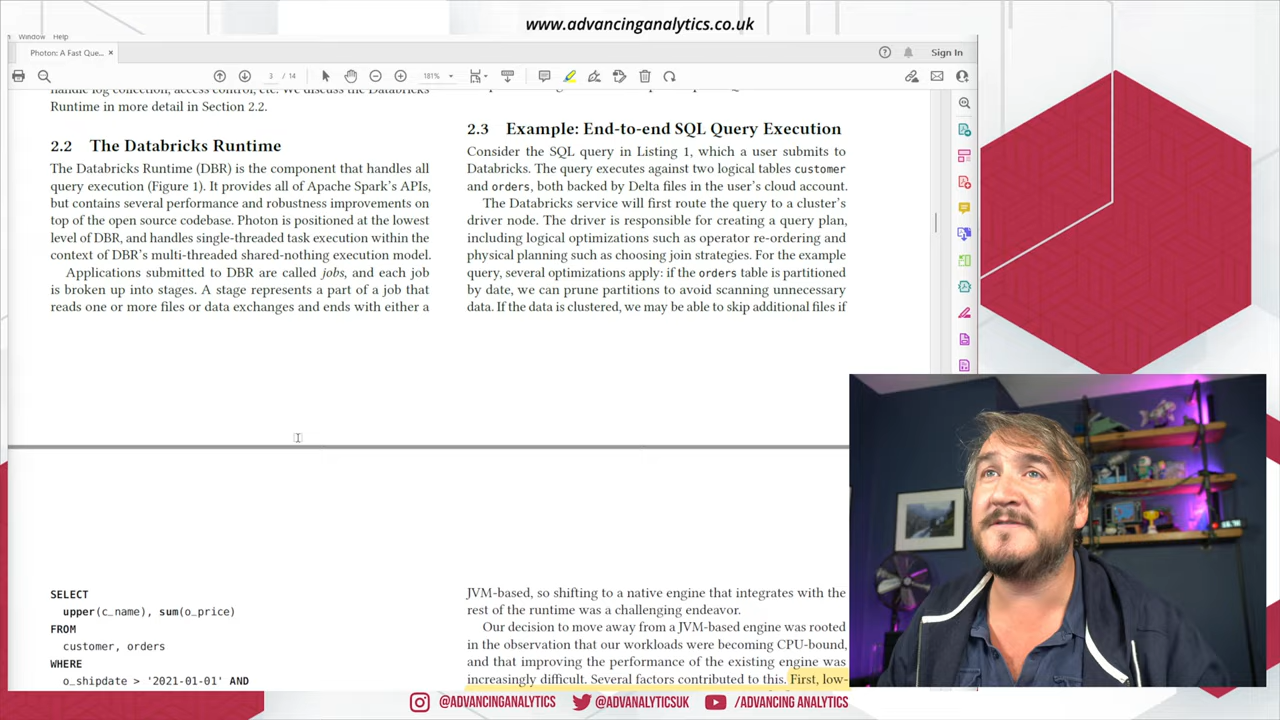 www.advancinganalytics.co.uk
Window Help
Photon: A Fast Que... ×
Sign In
3 / 14
181%
Runtime in more detail in Section 2.2.
2.2 The Databricks Runtime
The Databricks Runtime (DBR) is the component that handles all
query execution (Figure 1). It provides all of Apache Spark's APIs,
but contains several performance and robustness improvements on
top of the open source codebase. Photon is positioned at the lowest
level of DBR, and handles single-threaded task execution within the
context of DBR's multi-threaded shared-nothing execution model.
Applications submitted to DBR are called jobs, and each job
is broken up into stages. A stage represents a part of a job that
reads one or more files or data exchanges and ends with either a
2.3 Example: End-to-end SQL Query Execution
Consider the SQL query in Listing 1, which a user submits to
Databricks. The query executes against two logical tables customer
and orders, both backed by Delta files in the user's cloud account.
The Databricks service will first route the query to a cluster's
driver node. The driver is responsible for creating a query plan,
including logical optimizations such as operator re-ordering and
physical planning such as choosing join strategies. For the example
query, several optimizations apply: if the orders table is partitioned
by date, we can prune partitions to avoid scanning unnecessary
data. If the data is clustered, we may be able to skip additional files if
SELECT
upper(c_name), sum(o_price)
FROM
customer, orders
WHERE
o_shipdate > '2021-01-01' AND
JVM-based, so shifting to a native engine that integrates with the
rest of the runtime was a challenging endeavor.
Our decision to move away from a JVM-based engine was rooted
in the observation that our workloads were becoming CPU-bound,
and that improving the performance of the existing engine was
increasingly difficult. Several factors contributed to this. First, low-
@ADVANCINGANALYTICS
@ADVANALYTICSUK
/ADVANCING ANALYTICS